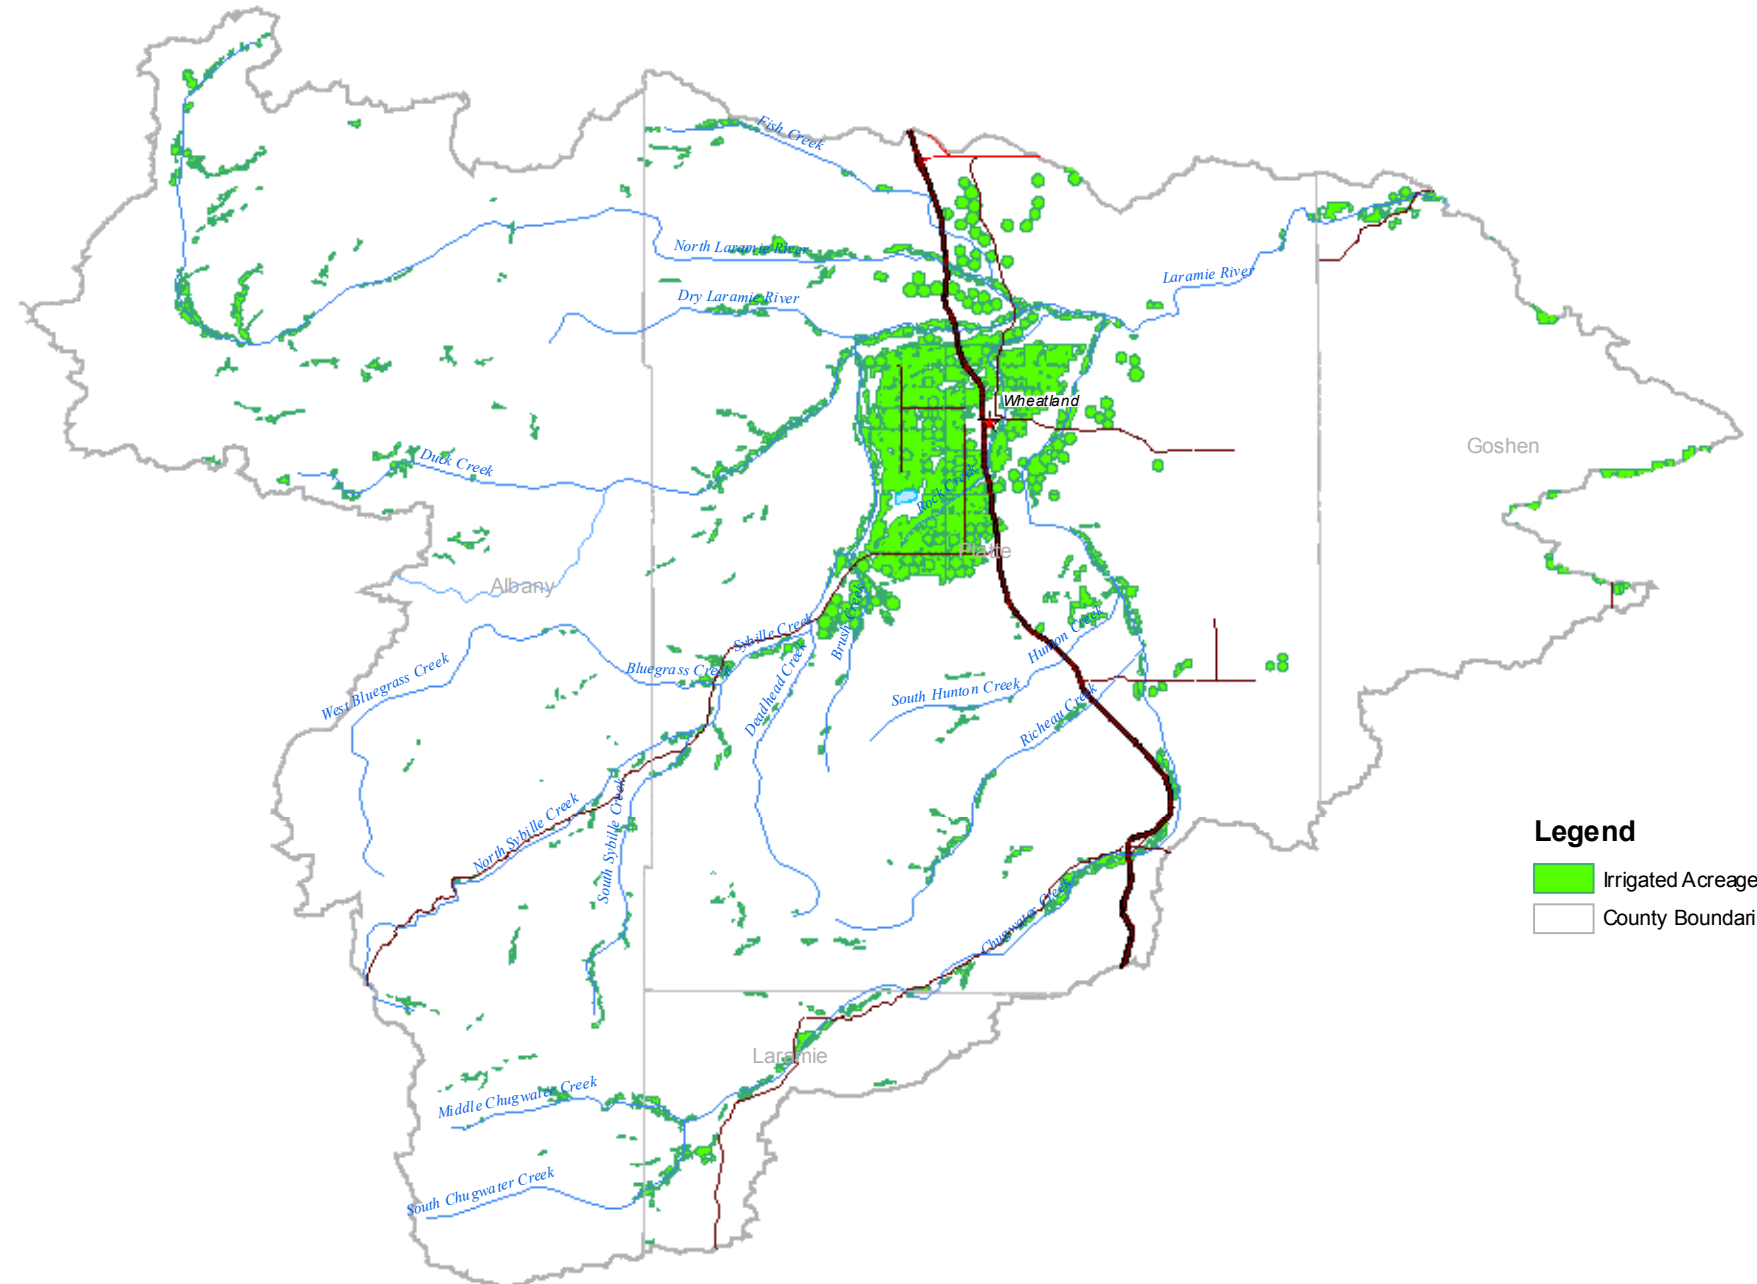 Fish Creek
North Laramie River
Laramie River
Dry Laramie River
Wheatland
Goshen
Duck Creek
Rock Creek
Platte
Albany
Brush Creek
Sybille Creek
Hunton Creek
Bluegrass Creek
West Bluegrass Creek
Deadhead Creek
South Hunton Creek
Richeau Creek
North Sybille Creek
South Sybille Creek
Legend
Irrigated Acreage
County Boundari
Chugwater Creek
Laramie
Middle Chugwater Creek
South Chugwater Creek